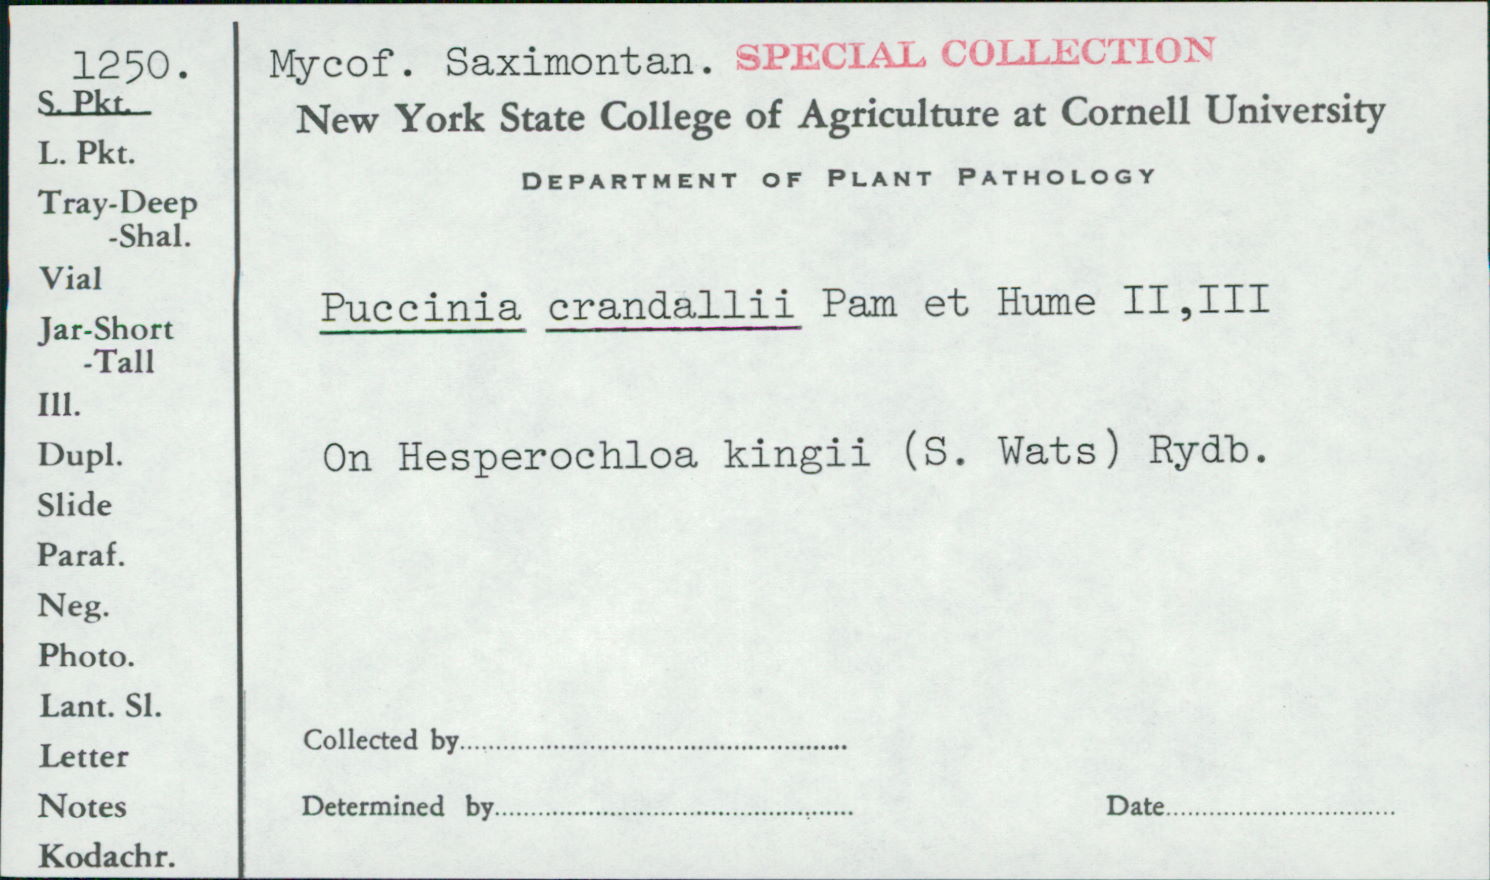 1250.
S. Pkt.
L. Pkt.
Tray-Deep
-Shal.
Vial
Jar-Short
-Tall
Ill.
Dupl.
Slide
Paraf.
Neg.
Photo.
Lant. Sl.
Letter
Notes
Kodachr.
Mycof. Saximontan. SPECIAL COLLECTION
New York State College of Agriculture at Cornell University
DEPARTMENT OF PLANT PATHOLOGY
Puccinia crandallii Pam et Hume II,III
On Hesperochloa kingii (S. Wats) Rydb.
Collected by
Determined by
Date